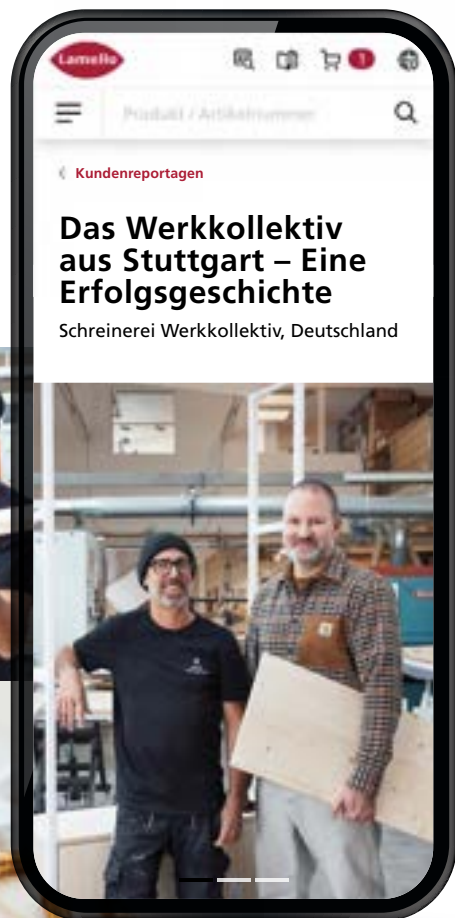 Lamello
1
Produkt / Artikelnummer
Kundenreportagen
Das Werkkollektiv
aus Stuttgart – Eine
Erfolgsgeschichte
Schreinerei Werkkollektiv, Deutschland